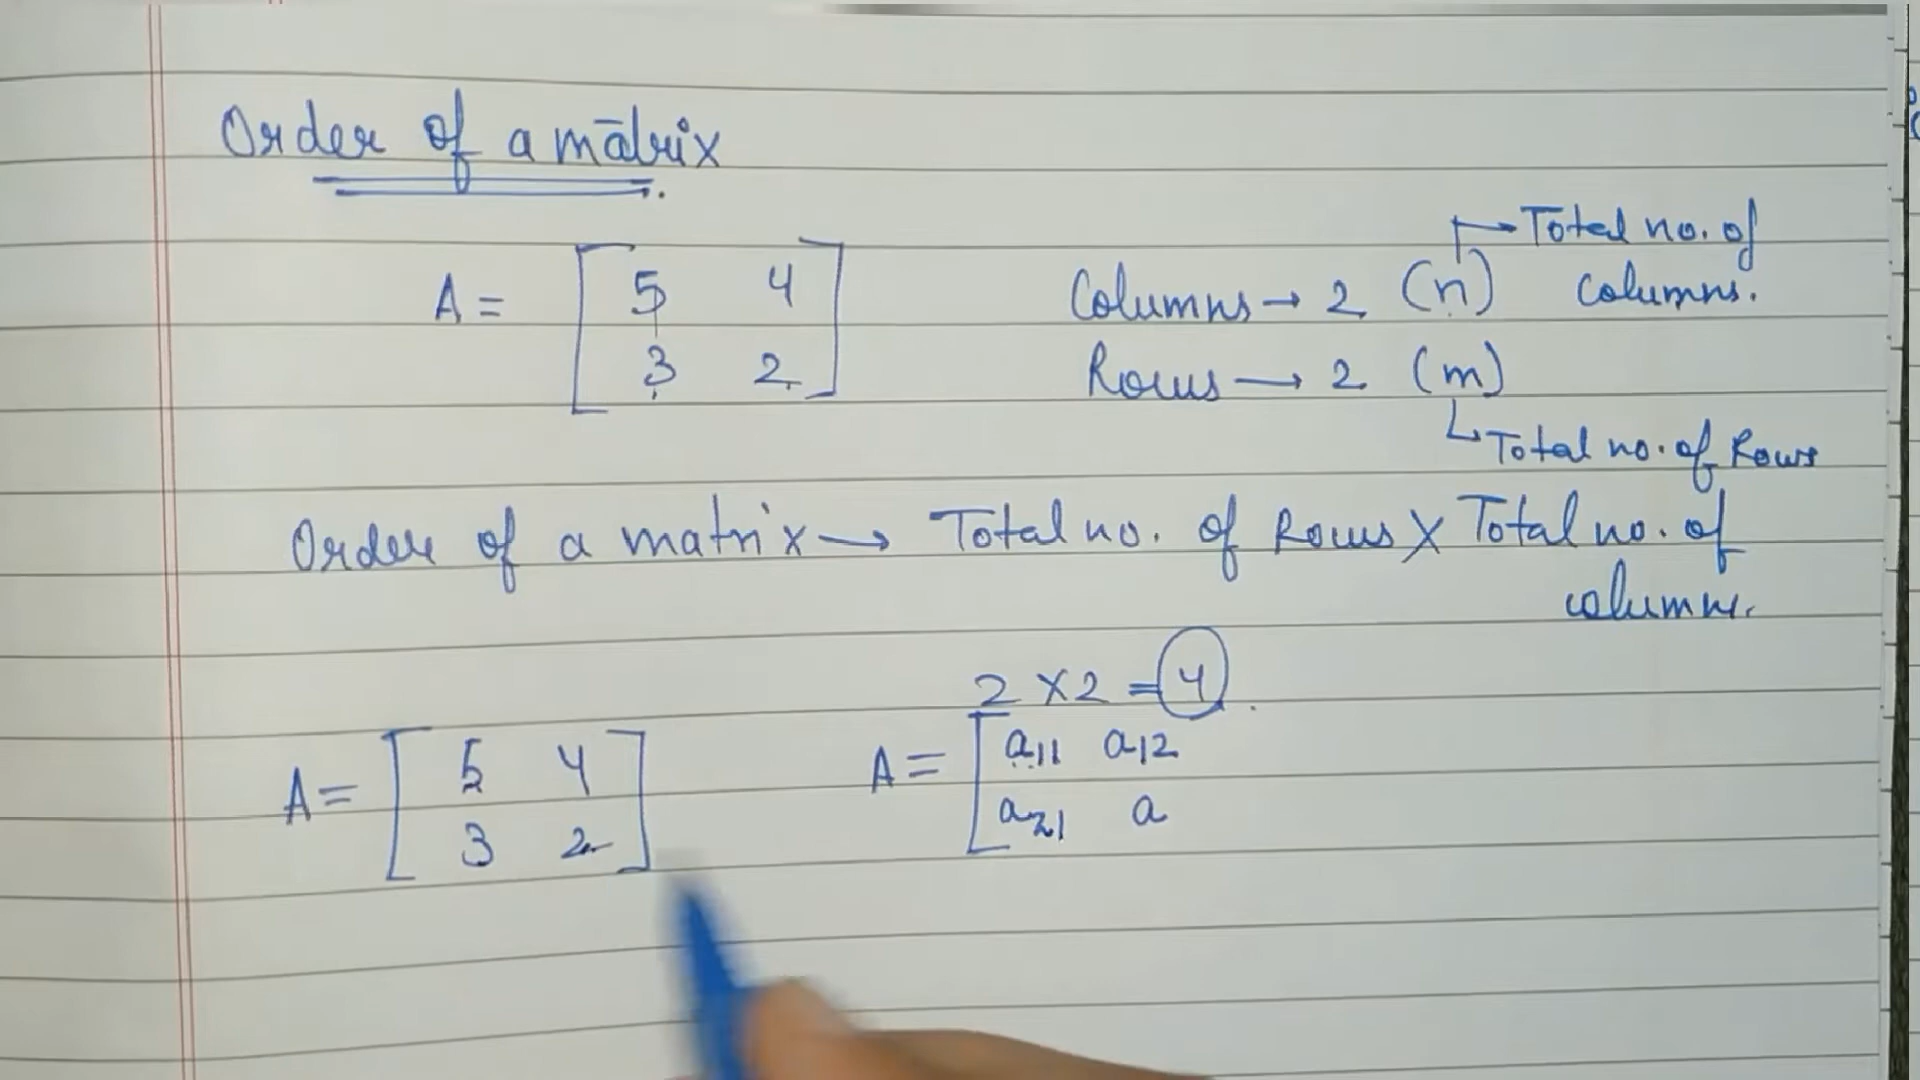 Order of a matrix
Total no. of
A = [ 5 4 Columns → 2 (n) columns.
3 2 ] Rows → 2 (m)
Total no. of Rows
Order of a matrix → Total no. of Rows X Total no. of
columns.
2 X 2 = 4
A = [ 5 4 A = [ a11 a12
3 2 ] a21 a